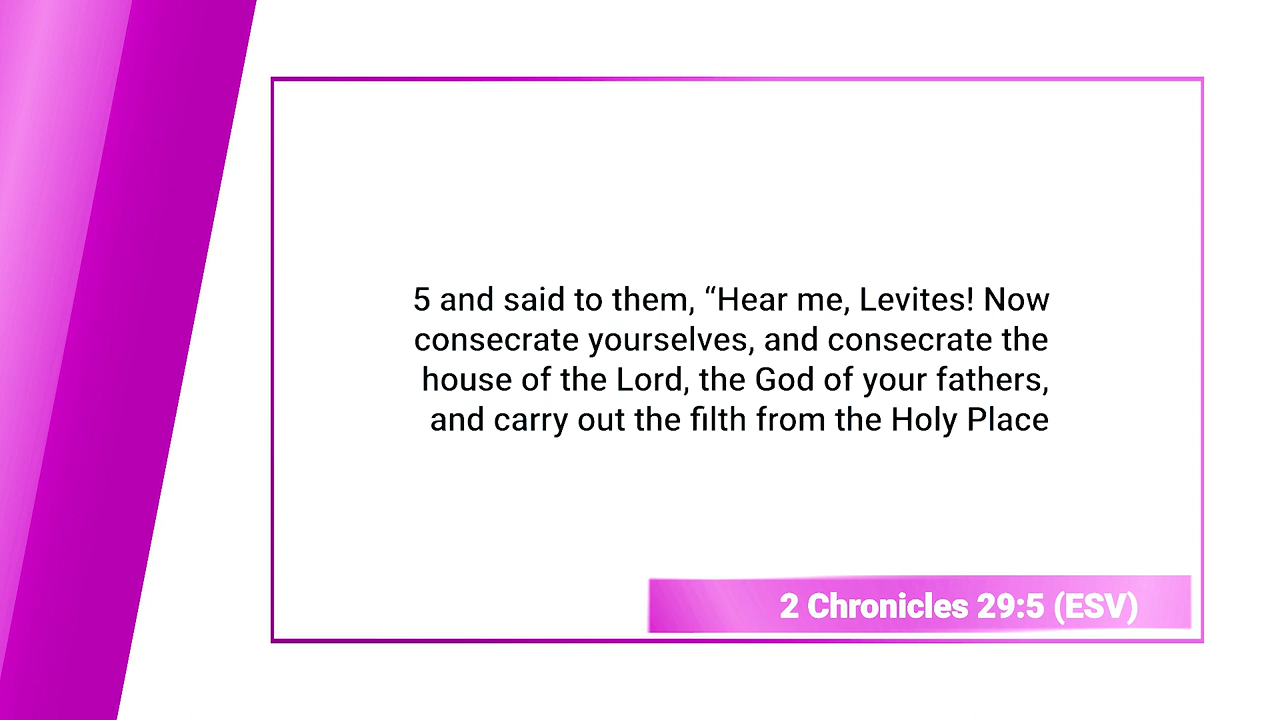 5 and said to them, “Hear me, Levites! Now
consecrate yourselves, and consecrate the
house of the Lord, the God of your fathers,
and carry out the filth from the Holy Place
2 Chronicles 29:5 (ESV)